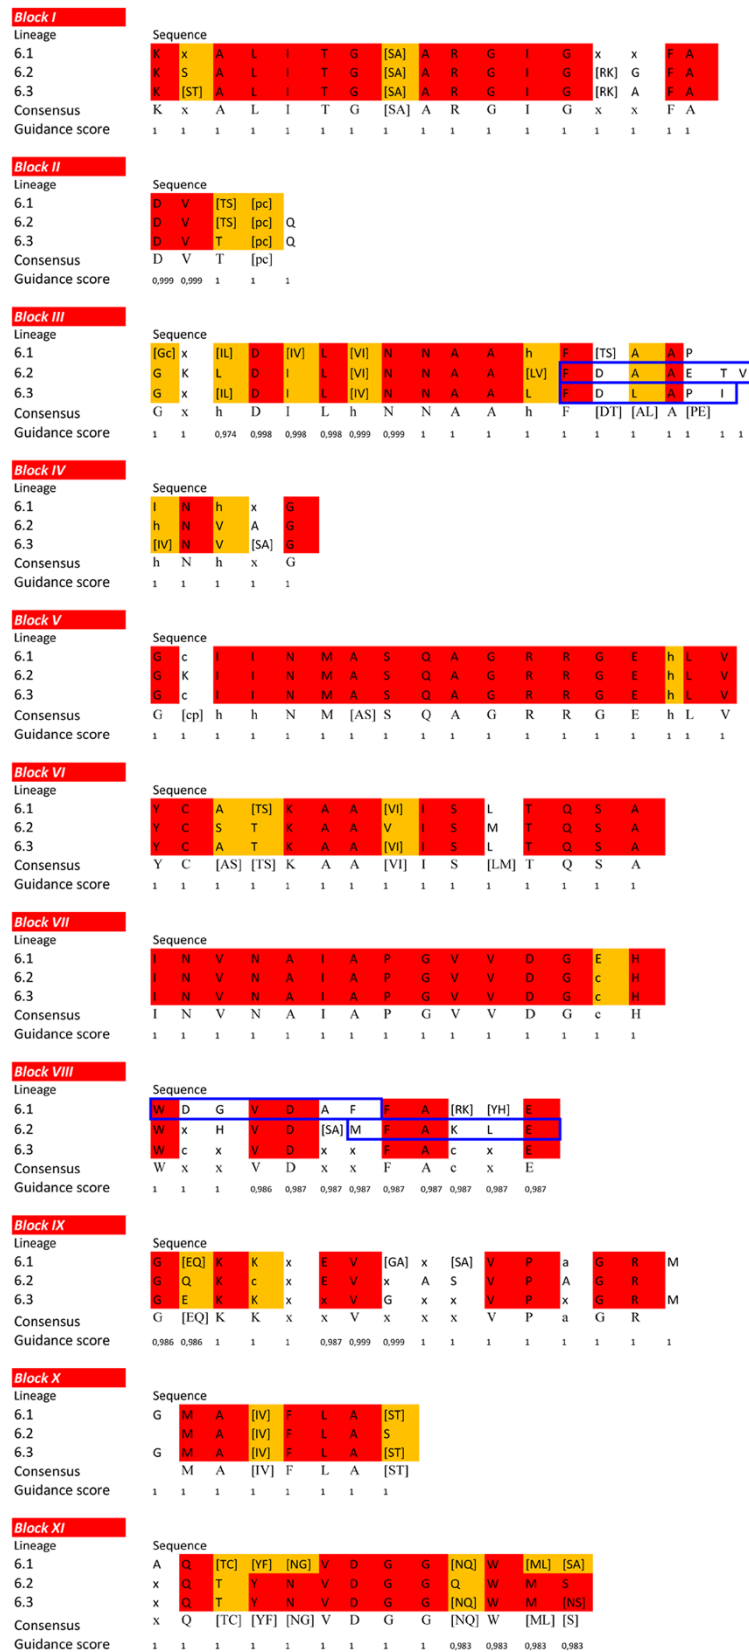 Block I
Lineage Sequence
6.1 K x A L I T G [SA] A R G I G x x F A
6.2 K S A L I T G [SA] A R G I G [RK] G F A
6.3 K [ST] A L I T G [SA] A R G I G [RK] A F A
Consensus K x A L I T G [SA] A R G I G x x F A
Guidance score 1 1 1 1 1 1 1 1 1 1 1 1 1 1 1 1 1
Block II
Lineage Sequence
6.1 D V [TS] [pc]
6.2 D V [TS] [pc] Q
6.3 D V T [pc] Q
Consensus D V T [pc]
Guidance score 0,999 0,999 1 1 1
Block III
Lineage Sequence
6.1 [Gc] x [IL] D [IV] L [VI] N N A A h F [TS] A A P
6.2 G K L D I L [VI] N N A A [LV] F D A A E T V
6.3 G x [IL] D I L [IV] N N A A L F D L A P I
Consensus G x h D I L h N N A A h F [DT] [AL] A [PE]
Guidance score 1 1 0,974 0,998 0,998 0,998 0,999 0,999 1 1 1 1 1 1 1 1 1 1 1
Block IV
Lineage Sequence
6.1 I N h x G
6.2 h N V A G
6.3 [IV] N V [SA] G
Consensus h N h x G
Guidance score 1 1 1 1 1
Block V
Lineage Sequence
6.1 G c I I N M A S Q A G R R G E h L V
6.2 G K I I N M A S Q A G R R G E h L V
6.3 G c I I N M A S Q A G R R G E h L V
Consensus G [cp] h h N M [AS] S Q A G R R G E h L V
Guidance score 1 1 1 1 1 1 1 1 1 1 1 1 1 1 1 1 1 1
Block VI
Lineage Sequence
6.1 Y C A [TS] K A A [VI] I S L T Q S A
6.2 Y C S T K A A V I S M T Q S A
6.3 Y C A T K A A [VI] I S L T Q S A
Consensus Y C [AS] [TS] K A A [VI] I S [LM] T Q S A
Guidance score 1 1 1 1 1 1 1 1 1 1 1 1 1 1 1
Block VII
Lineage Sequence
6.1 I N V N A I A P G V V D G E H
6.2 I N V N A I A P G V V D G c H
6.3 I N V N A I A P G V V D G c H
Consensus I N V N A I A P G V V D G c H
Guidance score 1 1 1 1 1 1 1 1 1 1 1 1 1 1 1
Block VIII
Lineage Sequence
6.1 W D G V D A F F A [RK] [YH] E
6.2 W x H V D [SA] M F A K L E
6.3 W c x V D x x F A c x E
Consensus W x x V D x x F A c x E
Guidance score 1 1 1 0,986 0,987 0,987 0,987 0,987 0,987 0,987 0,987 0,987
Block IX
Lineage Sequence
6.1 G [EQ] K K x E V [GA] x [SA] V P a G R M
6.2 G Q K c x E V x A S V P A G R
6.3 G E K K x x V G x x V P x G R M
Consensus G [EQ] K K x x V x x x V P a G R
Guidance score 0,986 0,986 1 1 1 0,987 0,999 0,999 1 1 1 1 1 1 1 1
Block X
Lineage Sequence
6.1 G M A [IV] F L A [ST]
6.2 M A [IV] F L A S
6.3 G M A [IV] F L A [ST]
Consensus M A [IV] F L A [ST]
Guidance score 1 1 1 1 1 1 1
Block XI
Lineage Sequence
6.1 A Q [TC] [YF] [NG] V D G G [NQ] W [ML] [SA]
6.2 x Q T Y N V D G G Q W M S
6.3 x Q T Y N V D G G [NQ] W M [NS]
Consensus x Q [TC] [YF] [NG] V D G G [NQ] W [ML] [S]
Guidance score 1 1 1 1 1 1 1 1 1 0,983 0,983 0,983 0,983